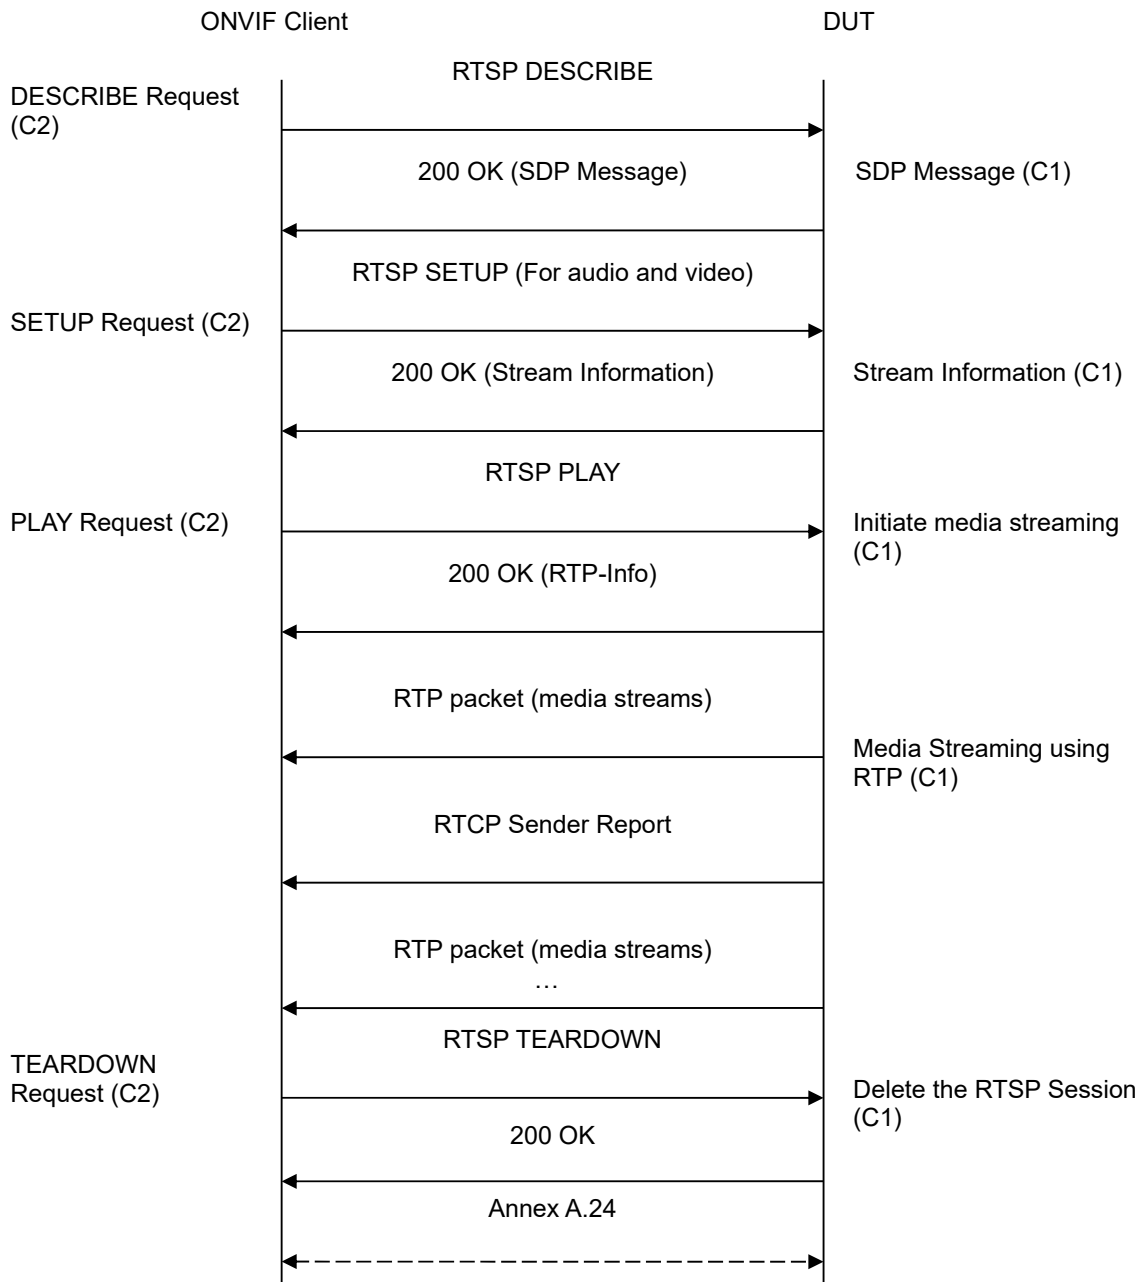 ONVIF Client
DUT
RTSP DESCRIBE
DESCRIBE Request
(C2)
200 OK (SDP Message)
SDP Message (C1)
RTSP SETUP (For audio and video)
SETUP Request (C2)
200 OK (Stream Information)
Stream Information (C1)
RTSP PLAY
PLAY Request (C2)
Initiate media streaming
(C1)
200 OK (RTP-Info)
RTP packet (media streams)
Media Streaming using
RTP (C1)
RTCP Sender Report
RTP packet (media streams)
…
RTSP TEARDOWN
TEARDOWN
Request (C2)
Delete the RTSP Session
(C1)
200 OK
Annex A.24